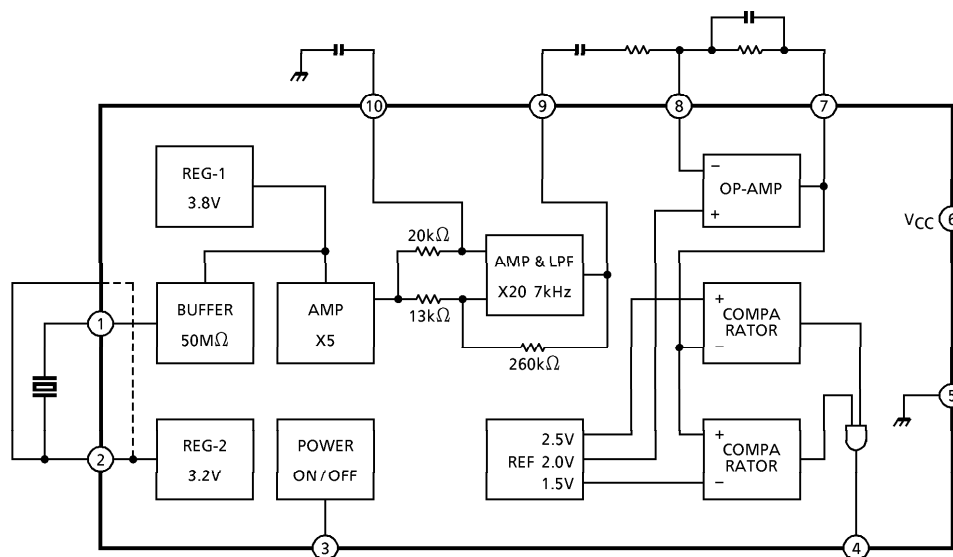 10
9
8
7
REG-1
3.8V
OP-AMP
−
+
VCC
6
20kΩ
AMP & LPF
X20 7kHz
13kΩ
1
BUFFER
50MΩ
AMP
X5
+
COMPA
RATOR
−
260kΩ
5
2
REG-2
3.2V
POWER
ON / OFF
2.5V
REF 2.0V
1.5V
+
COMPA
RATOR
−
3
4